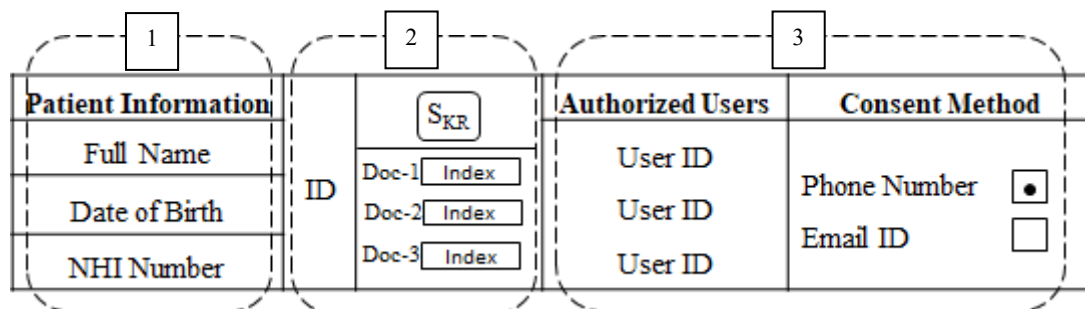 1
2
3
Patient Information
Full Name
Date of Birth
NHI Number
ID
SKR
Doc-1 Index
Doc-2 Index
Doc-3 Index
Authorized Users
User ID
User ID
User ID
Consent Method
Phone Number
Email ID